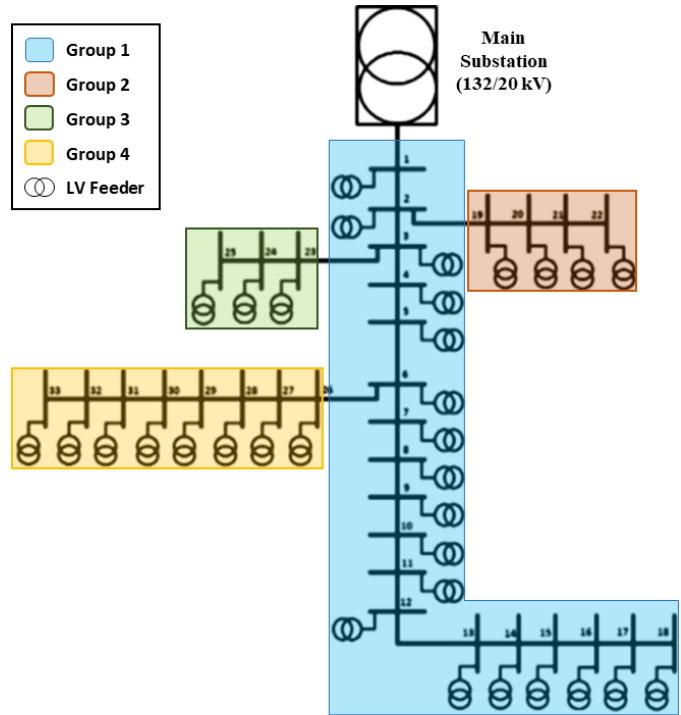 Group 1
Group 2
Group 3
Group 4
LV Feeder
Main
Substation
(132/20 kV)
1
2
19 20 21 22
3
25 24 23
4
5
6
33 32 31 30 29 28 27 26
7
8
9
10
11
12
13 14 15 16 17 18